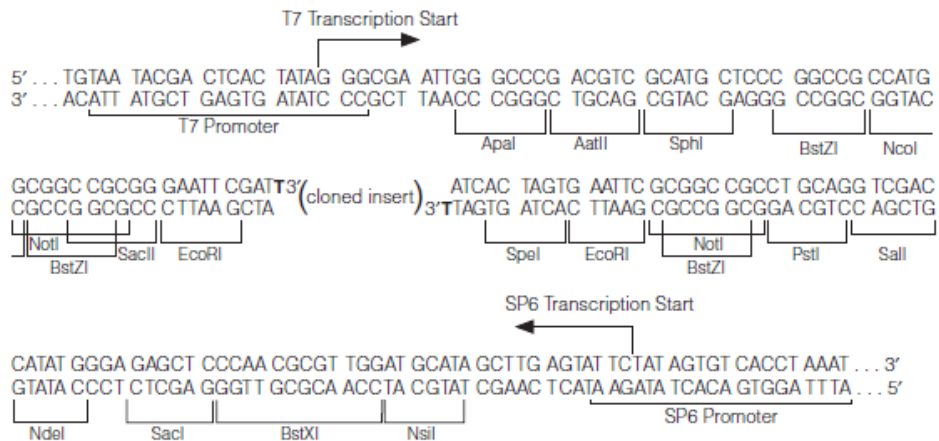 T7 Transcription Start
5′ . . . TGTAA TACGA CTCAC TATAG GGCGA ATTGG GCCCG ACGTC GCATG CTCCC GGCCG CCATG
3′ . . . ACATT ATGCT GAGTG ATATC CCGCT TAACC CGGGC TGCAG CGTAC GAGGG CCGGC GGTAC
T7 Promoter
ApaI AatII SphI BstZI NcoI
GCGGC CGCGG GAATT CGATT3′ (cloned insert) ATCAC TAGTG AATTC GCGGC CGCCT GCAGG TCGAC
CGCCG GCGCC CTTAA GCTA 3′TTAGTG ATCAC TTAAG CGCCG GCGGA CGTCC AGCTG
NotI SacII EcoRI SpeI EcoRI NotI PstI SalI
BstZI BstZI
SP6 Transcription Start
CATAT GGGA GAGCT CCCAA CGCGT TGGAT GCATA GCTTG AGTAT TCTAT AGTGT CACCT AAAT . . . 3′
GTATA CCCT CTCGA GGGTT GCGCA ACCTA CGTAT CGAACT CATA AGATA TCACA GTGGA TTTA . . . 5′
NdeI SacI BstXI NsiI SP6 Promoter